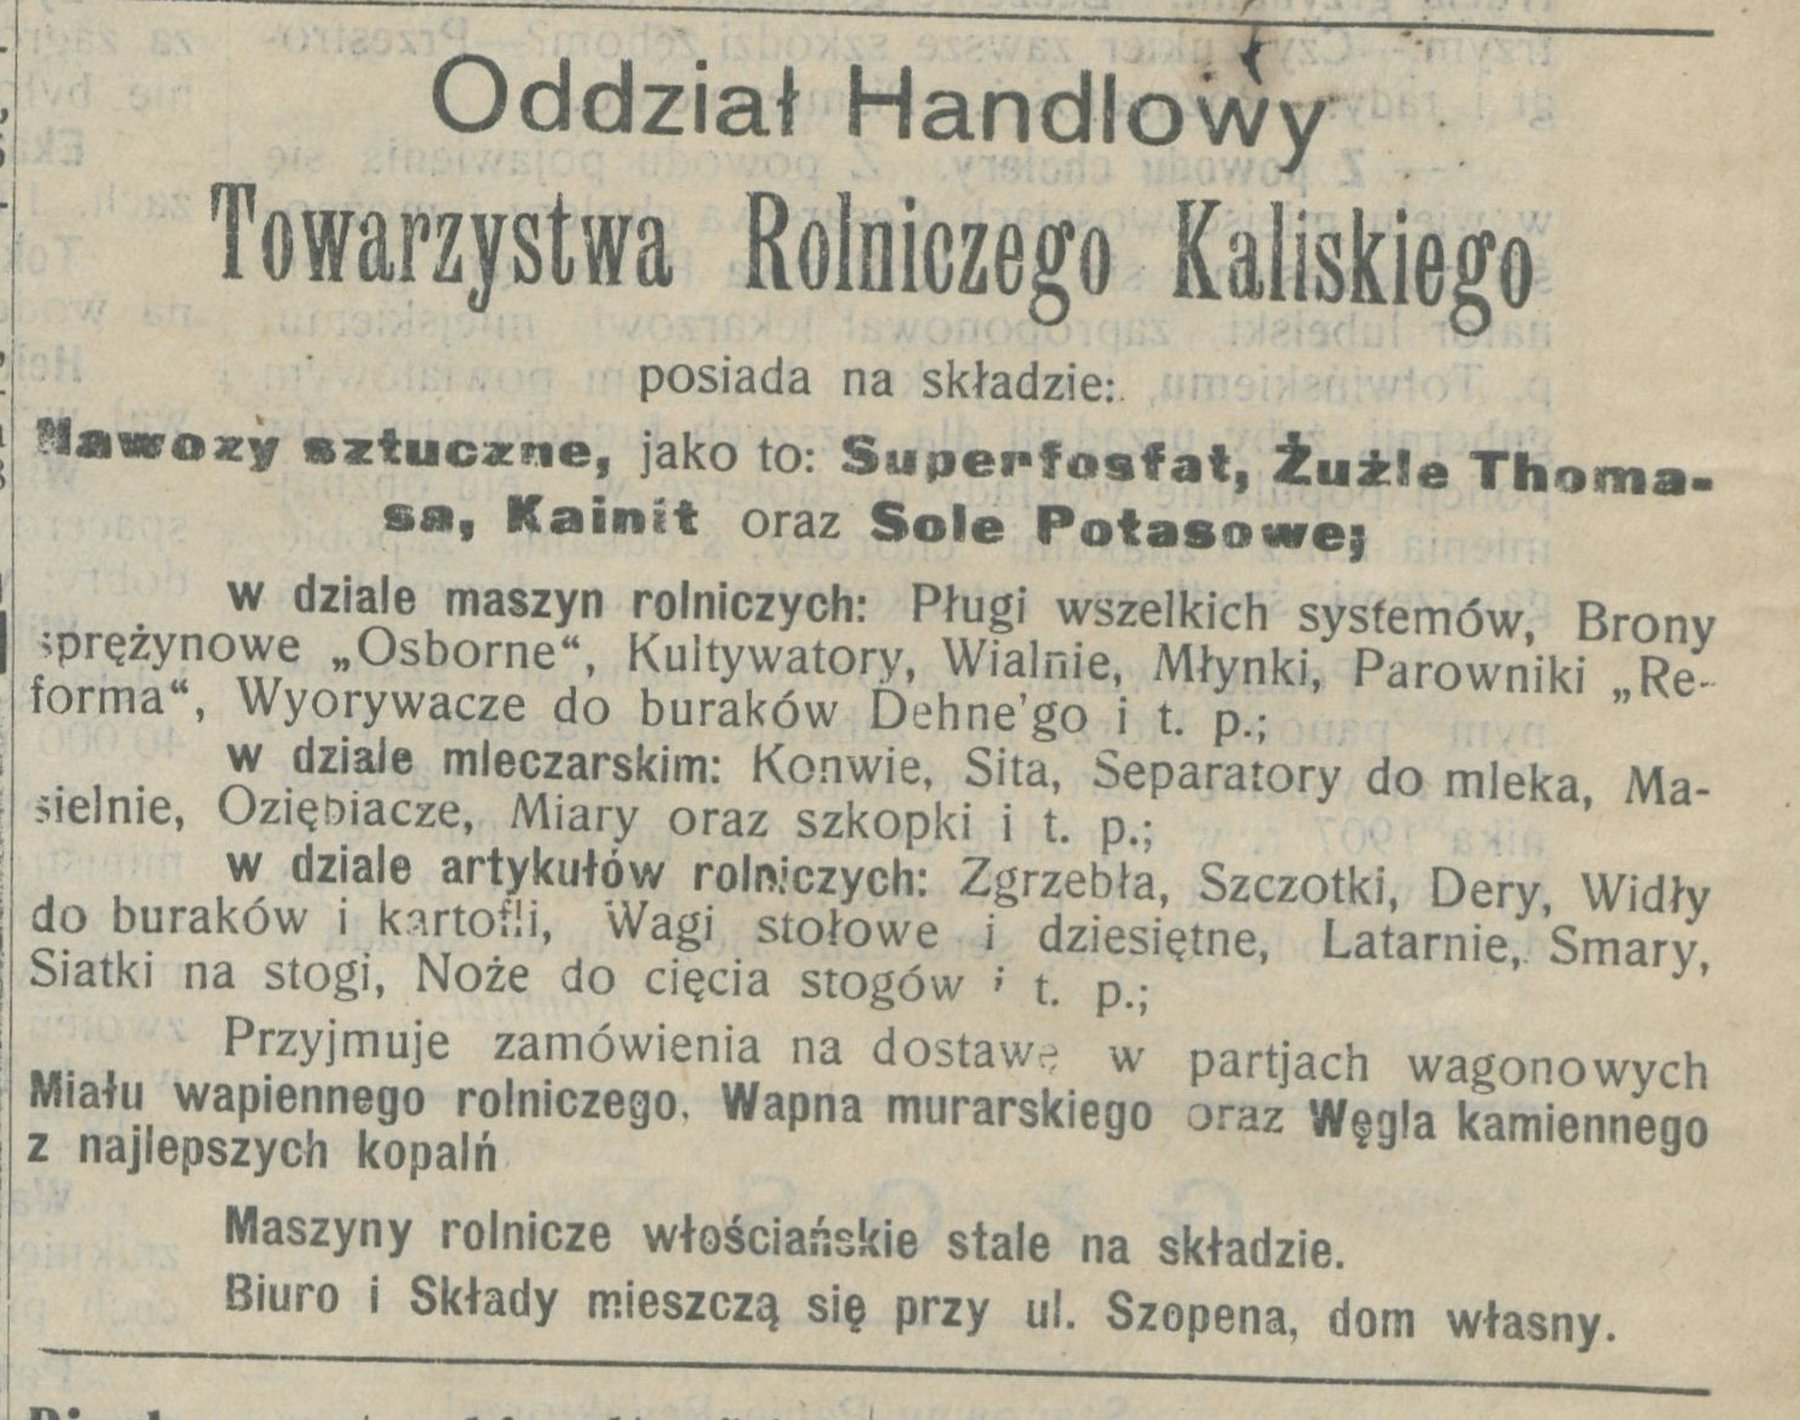 Oddział Handlowy
Towarzystwa Rolniczego Kaliskiego
posiada na składzie:
Nawozy sztuczne, jako to: Superfosfat, Żużle Thoma-
sa, Kainit oraz Sole Potasowe;
w dziale maszyn rolniczych: Pługi wszelkich systemów, Brony
sprężynowe „Osborne“, Kultywatory, Wialnie, Młynki, Parowniki „Re-
forma“, Wyorywacze do buraków Dehne'go i t. p.;
w dziale mleczarskim: Konwie, Sita, Separatory do mleka, Ma-
sielnie, Oziębiacze, Miary oraz szkopki i t. p.;
w dziale artykułów rolniczych: Zgrzebła, Szczotki, Dery, Widły
do buraków i kartofli, Wagi stołowe i dziesiętne, Latarnie, Smary,
Siatki na stogi, Noże do cięcia stogów i t. p.;
Przyjmuje zamówienia na dostawę w partjach wagonowych
Miału wapiennego rolniczego, Wapna murarskiego oraz Węgla kamiennego
z najlepszych kopalń
Maszyny rolnicze włościańskie stale na składzie.
Biuro i Składy mieszczą się przy ul. Szopena, dom własny.